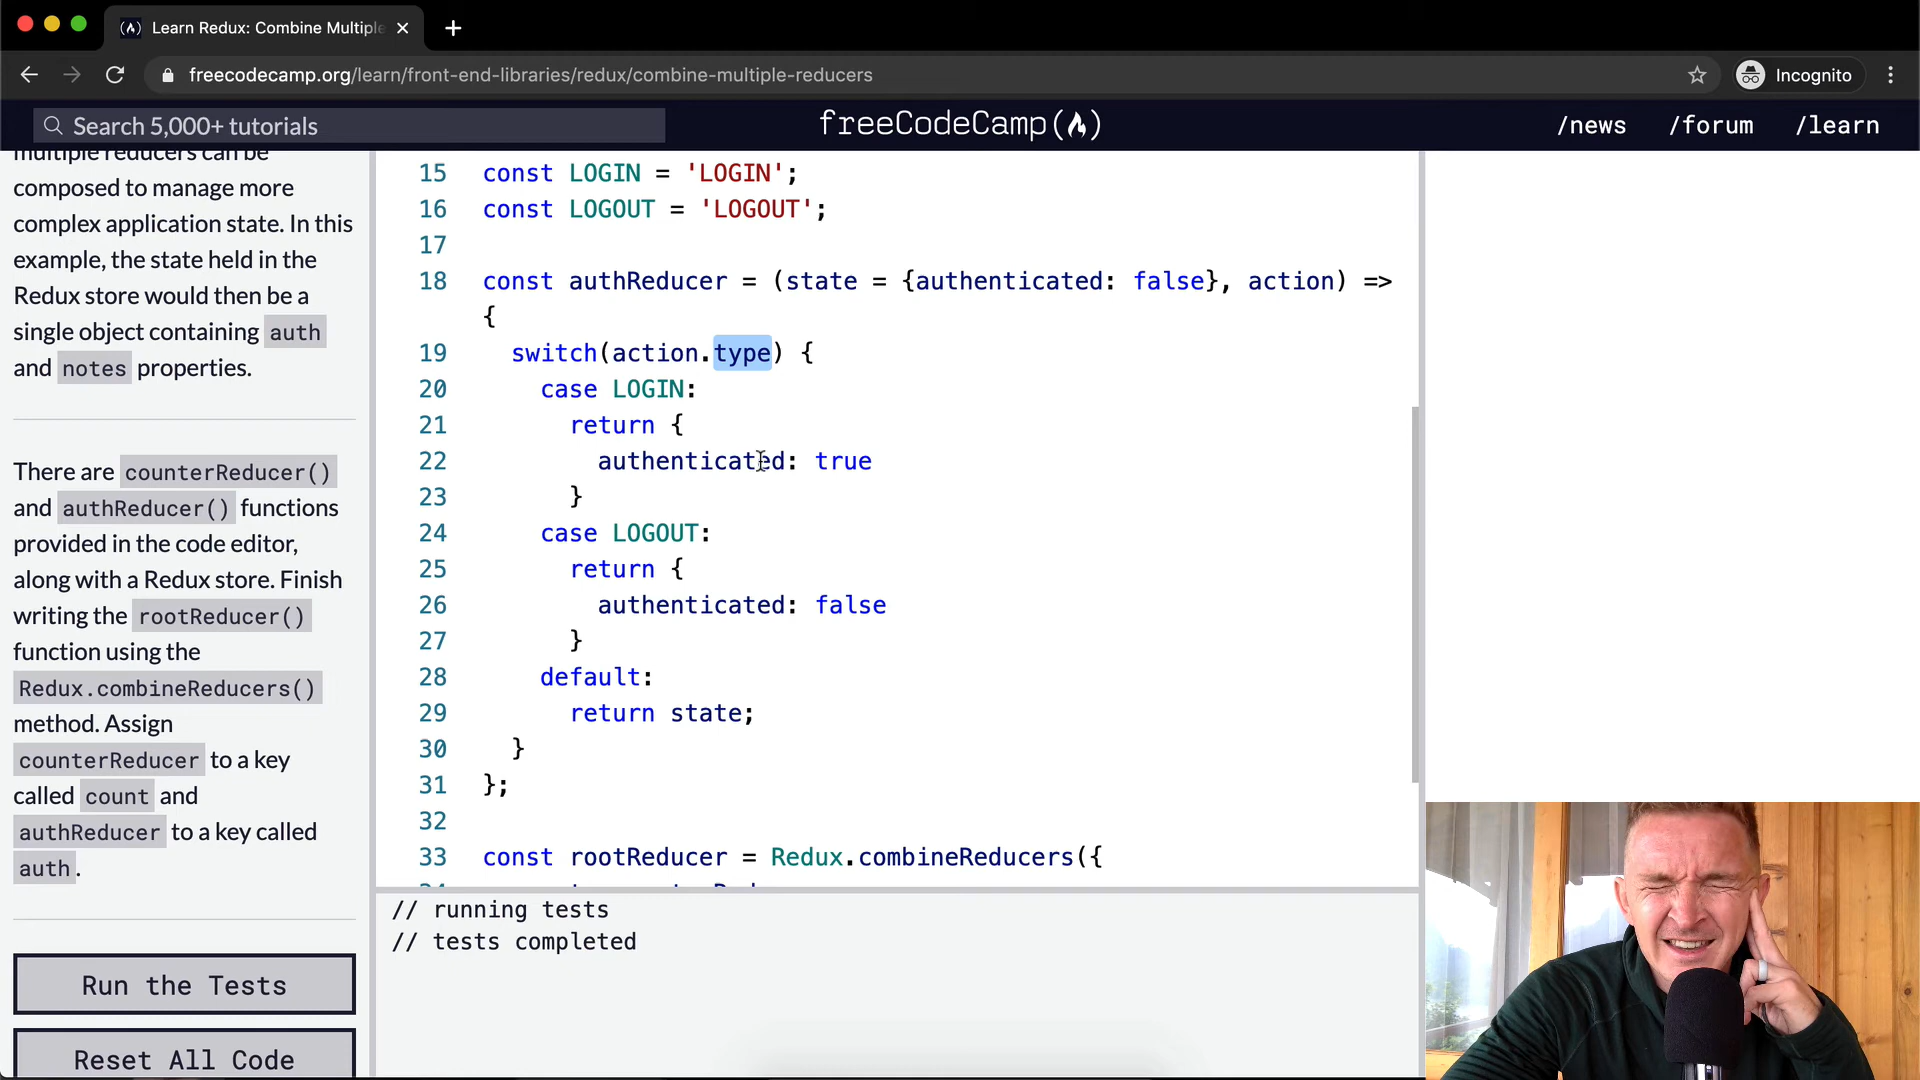 Learn Redux: Combine Multiple
freecodecamp.org/learn/front-end-libraries/redux/combine-multiple-reducers
Incognito
Search 5,000+ tutorials
freeCodeCamp
/news
/forum
/learn
multiple reducers can be
composed to manage more
complex application state. In this
example, the state held in the
Redux store would then be a
single object containing auth
and notes properties.
There are counterReducer()
and authReducer() functions
provided in the code editor,
along with a Redux store. Finish
writing the rootReducer()
function using the
Redux.combineReducers()
method. Assign
counterReducer to a key
called count and
authReducer to a key called
auth.
Run the Tests
Reset All Code
15 const LOGIN = 'LOGIN';
16 const LOGOUT = 'LOGOUT';
17
18 const authReducer = (state = {authenticated: false}, action) =>
{
19 switch(action.type) {
20 case LOGIN:
21 return {
22 authenticated: true
23 }
24 case LOGOUT:
25 return {
26 authenticated: false
27 }
28 default:
29 return state;
30 }
31 };
32
33 const rootReducer = Redux.combineReducers({
// running tests
// tests completed